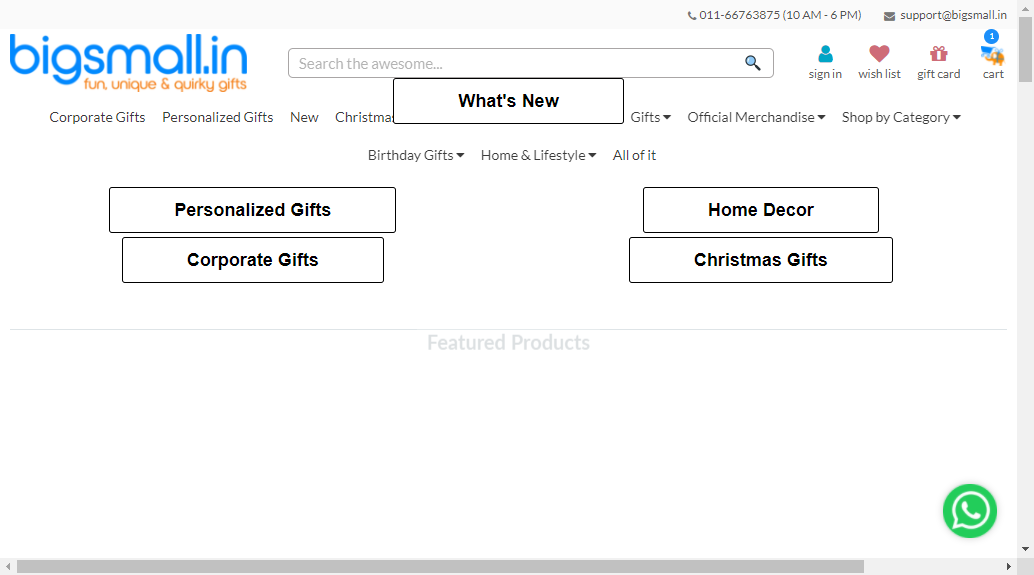 011-66763875 (10 AM - 6 PM) support@bigsmall.in
bigsmall.in
fun, unique & quirky gifts
Search the awesome...
1
sign in wish list gift card cart
What's New
Corporate Gifts Personalized Gifts New Christmas Gifts Official Merchandise Shop by Category
Birthday Gifts Home & Lifestyle All of it
Personalized Gifts Home Decor
Corporate Gifts Christmas Gifts
Featured Products